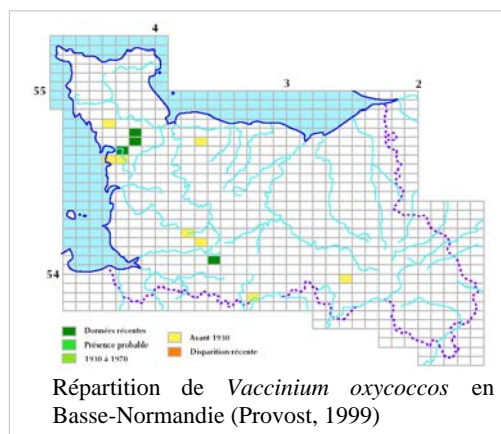 4
55
3
2
54
Données récentes
Présence probable
1930 à 1970
Avant 1930
Disparition récente
Répartition de Vaccinium oxycoccos en
Basse-Normandie (Provost, 1999)